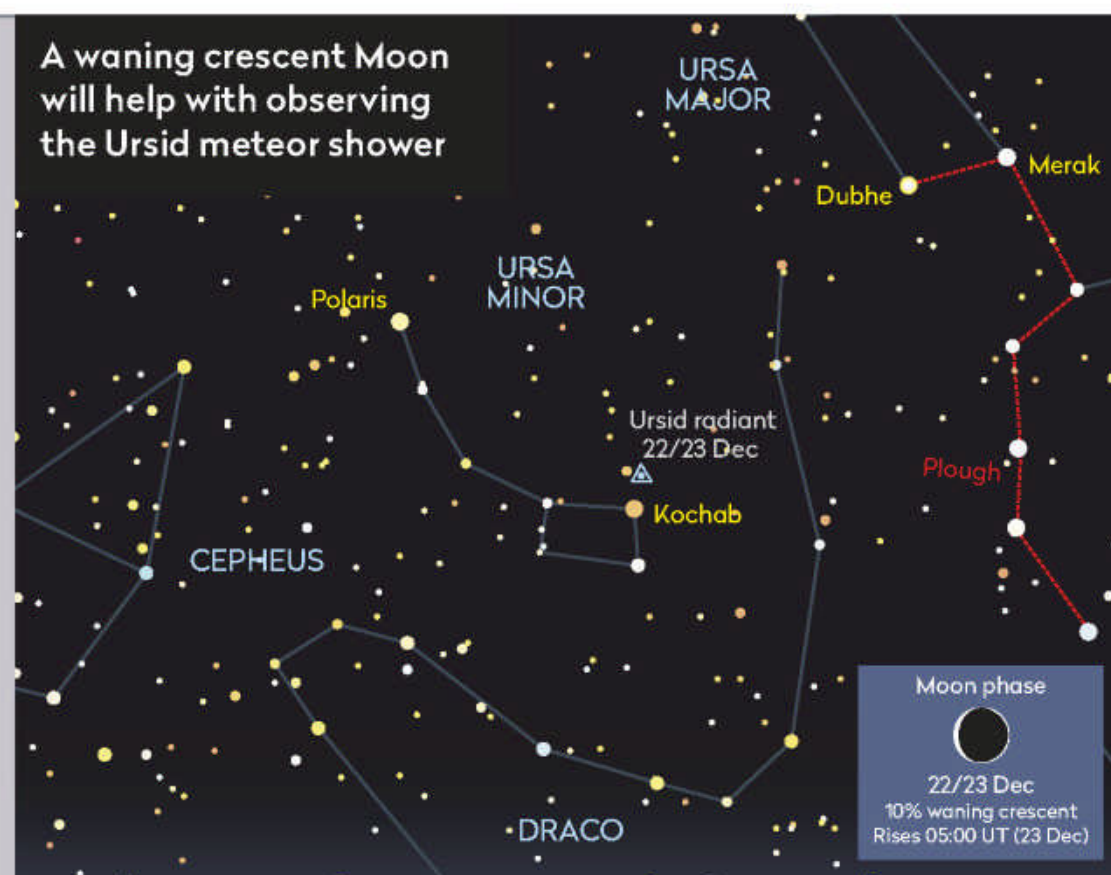 A waning crescent Moon
will help with observing
the Ursid meteor shower
URSA
MAJOR
Merak
Dubhe
URSA
MINOR
Polaris
Ursid radiant
22/23 Dec
Plough
Kochab
CEPHEUS
Moon phase
22/23 Dec
10% waning crescent
Rises 05:00 UT (23 Dec)
DRACO